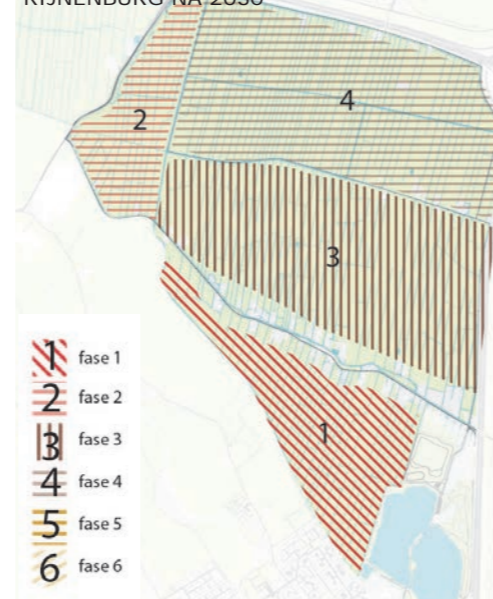 RIJNENBURG NA 2030
2
4
3
1
1 fase 1
2 fase 2
3 fase 3
4 fase 4
5 fase 5
6 fase 6